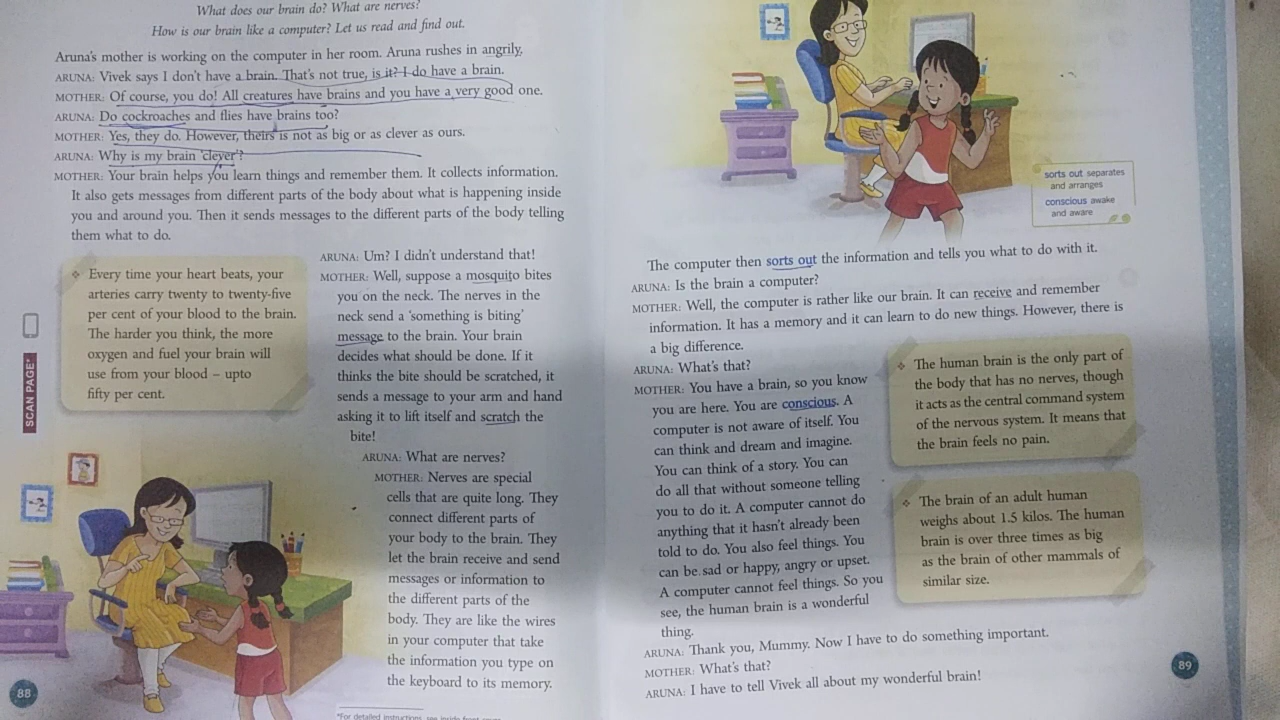 What does our brain do? What are nerves?
How is our brain like a computer? Let us read and find out.
Aruna's mother is working on the computer in her room. Aruna rushes in angrily.
ARUNA: Vivek says I don't have a brain. That's not true, is it? I do have a brain.
MOTHER: Of course, you do! All creatures have brains and you have a very good one.
ARUNA: Do cockroaches and flies have brains too?
MOTHER: Yes, they do. However, theirs is not as big or as clever as ours.
ARUNA: Why is my brain 'clever'?
MOTHER: Your brain helps you learn things and remember them. It collects information.
It also gets messages from different parts of the body about what is happening inside
you and around you. Then it sends messages to the different parts of the body telling
them what to do.
❖ Every time your heart beats, your
arteries carry twenty to twenty-five
per cent of your blood to the brain.
The harder you think, the more
oxygen and fuel your brain will
use from your blood – upto
fifty per cent.
SCAN PAGE*
ARUNA: Um? I didn't understand that!
MOTHER: Well, suppose a mosquito bites
you on the neck. The nerves in the
neck send a 'something is biting'
message to the brain. Your brain
decides what should be done. If it
thinks the bite should be scratched, it
sends a message to your arm and hand
asking it to lift itself and scratch the
bite!
ARUNA: What are nerves?
MOTHER: Nerves are special
cells that are quite long. They
connect different parts of
your body to the brain. They
let the brain receive and send
messages or information to
the different parts of the
body. They are like the wires
in your computer that take
the information you type on
the keyboard to its memory.
88
*For detailed instructions, see inside front cover
sorts out separates
and arranges
conscious awake
and aware
The computer then sorts out the information and tells you what to do with it.
ARUNA: Is the brain a computer?
MOTHER: Well, the computer is rather like our brain. It can receive and remember
information. It has a memory and it can learn to do new things. However, there is
a big difference.
ARUNA: What's that?
MOTHER: You have a brain, so you know
you are here. You are conscious. A
computer is not aware of itself. You
can think and dream and imagine.
You can think of a story. You can
do all that without someone telling
you to do it. A computer cannot do
anything that it hasn't already been
told to do. You also feel things. You
can be sad or happy, angry or upset.
A computer cannot feel things. So you
see, the human brain is a wonderful
thing.
❖ The human brain is the only part of
the body that has no nerves, though
it acts as the central command system
of the nervous system. It means that
the brain feels no pain.
❖ The brain of an adult human
weighs about 1.5 kilos. The human
brain is over three times as big
as the brain of other mammals of
similar size.
ARUNA: Thank you, Mummy. Now I have to do something important.
MOTHER: What's that?
ARUNA: I have to tell Vivek all about my wonderful brain!
89